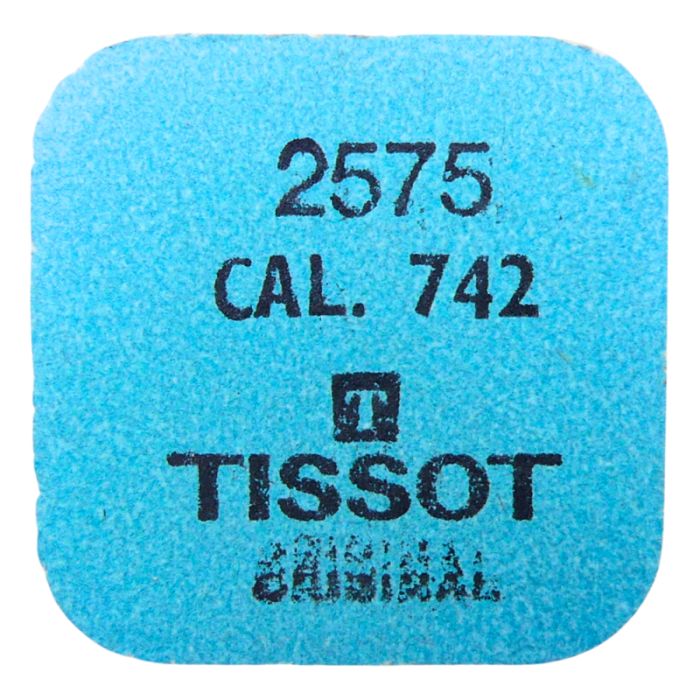 2575
CAL. 742
T
TISSOT
ORIGINAL